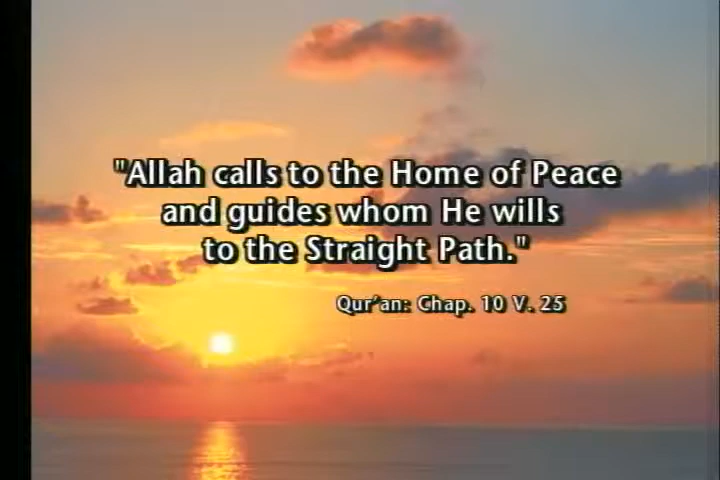 "Allah calls to the Home of Peace
and guides whom He wills
to the Straight Path."
Qur'an: Chap. 10 V. 25